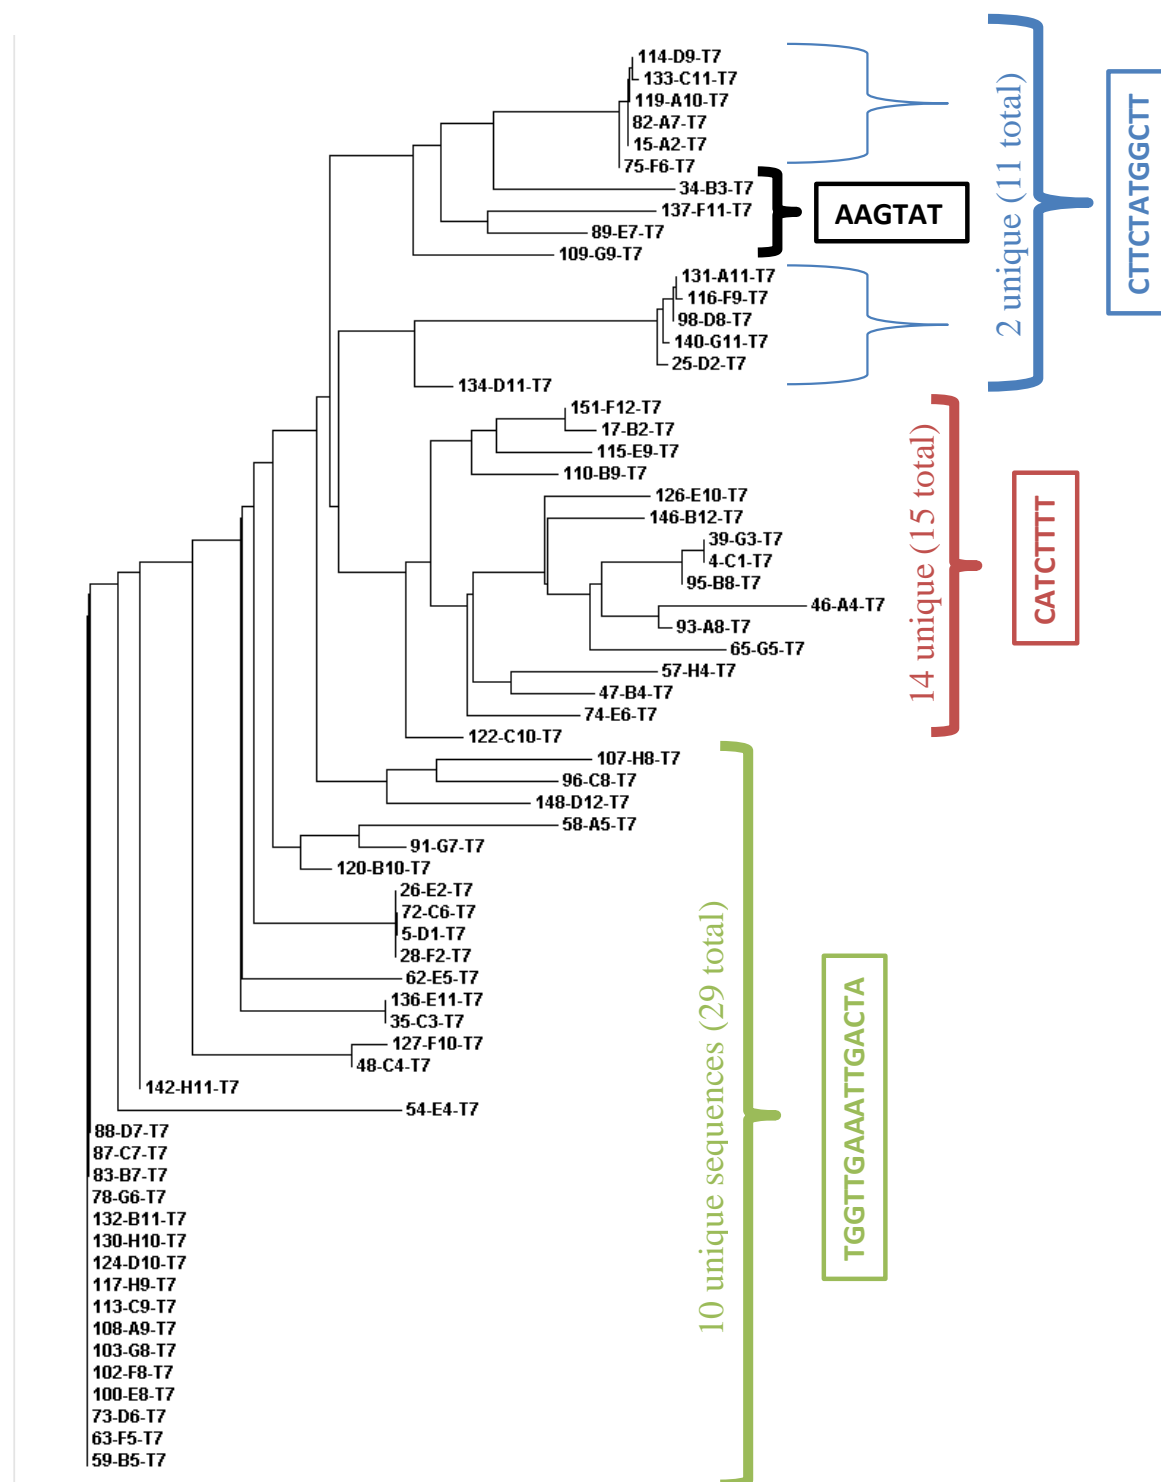 114-D9-T7
133-C11-T7
119-A10-T7
82-A7-T7
15-A2-T7
75-F6-T7
34-B3-T7
137-F11-T7
89-E7-T7
109-G9-T7
131-A11-T7
116-F9-T7
98-D8-T7
140-G11-T7
25-D2-T7
134-D11-T7
151-F12-T7
17-B2-T7
115-E9-T7
110-B9-T7
126-E10-T7
146-B12-T7
39-G3-T7
4-C1-T7
95-B8-T7
46-A4-T7
93-A8-T7
65-G5-T7
57-H4-T7
47-B4-T7
74-E6-T7
122-C10-T7
107-H8-T7
96-C8-T7
148-D12-T7
58-A5-T7
91-G7-T7
120-B10-T7
26-E2-T7
72-C6-T7
5-D1-T7
28-F2-T7
62-E5-T7
136-E11-T7
35-C3-T7
127-F10-T7
48-C4-T7
142-H11-T7
54-E4-T7
88-D7-T7
87-C7-T7
83-B7-T7
78-G6-T7
132-B11-T7
130-H10-T7
124-D10-T7
117-H9-T7
113-C9-T7
108-A9-T7
103-G8-T7
102-F8-T7
100-E8-T7
73-D6-T7
63-F5-T7
59-B5-T7
AAGTAT
2 unique (11 total)
CTTCTATGGCTT
14 unique (15 total)
CATCTTTT
10 unique sequences (29 total)
TGGTTGAAATTGACTA